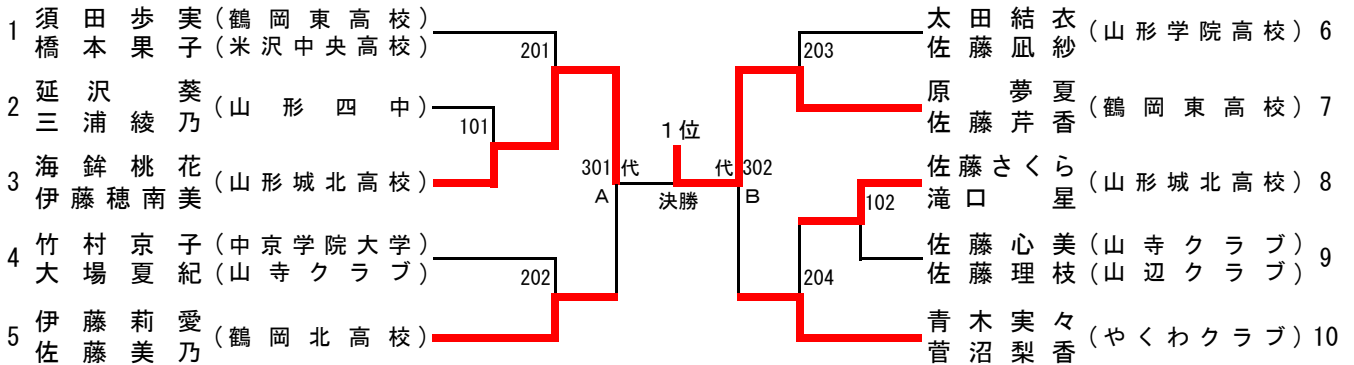 1 須田歩実 (鶴岡東高校)
橋本果子 (米沢中央高校)
201
2 延沢葵 (山形四中)
三浦綾乃
101
3 海鉾桃花 (山形城北高校)
伊藤穂南美
4 竹村京子 (中京学院大学)
大場夏紀 (山寺クラブ)
202
5 伊藤莉愛 (鶴岡北高校)
佐藤美乃
1位
301 代
代 302
A
決勝
B
太田結衣 (山形学院高校) 6
佐藤凪紗
203
原夢夏 (鶴岡東高校) 7
佐藤芹香
佐藤さくら (山形城北高校) 8
滝口星
102
佐藤心美 (山寺クラブ) 9
佐藤理枝 (山辺クラブ)
204
青木実々 (やくわクラブ) 10
菅沼梨香